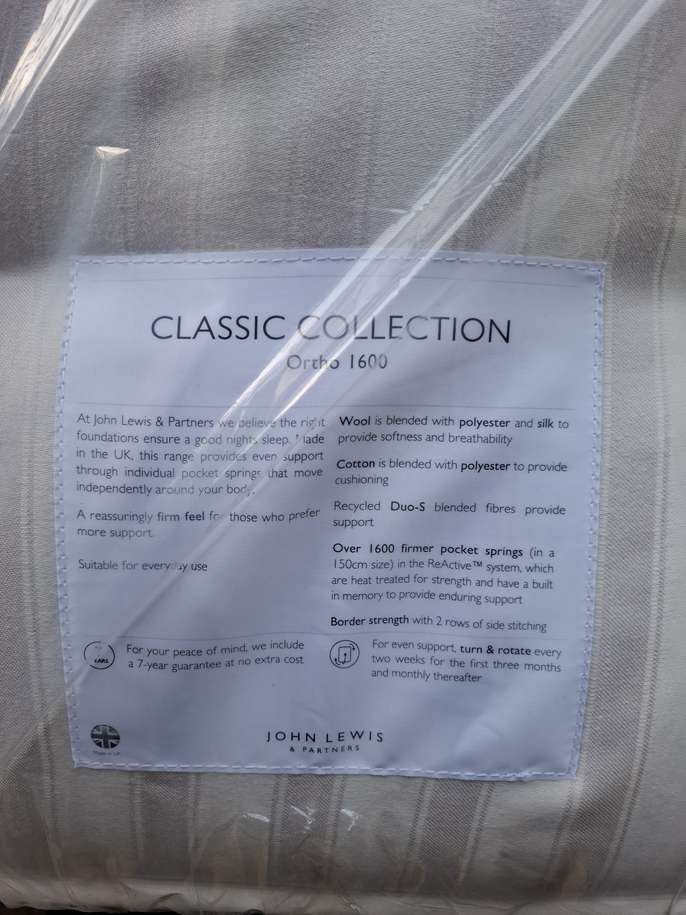 CLASSIC COLLECTION
Ortho 1600
At John Lewis & Partners we believe the right
foundations ensure a good nights sleep. Made
in the UK, this range provides even support
through individual pocket springs that move
independently around your body.
A reassuringly firm feel for those who prefer
more support.
Suitable for everyday use
Wool is blended with polyester and silk to
provide softness and breathability
Cotton is blended with polyester to provide
cushioning
Recycled Duo-S blended fibres provide
support
Over 1600 firmer pocket springs (in a
150cm size) in the ReActive™ system, which
are heat treated for strength and have a built
in memory to provide enduring support
Border strength with 2 rows of side stitching
7
YEARS
For your peace of mind, we include
a 7-year guarantee at no extra cost
For even support, turn & rotate every
two weeks for the first three months
and monthly thereafter
Made in UK
JOHN LEWIS
& PARTNERS